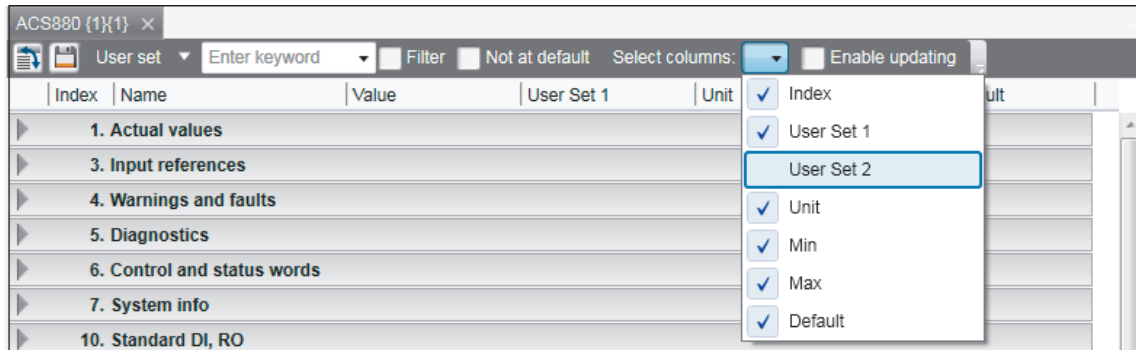 ACS880 {1}{1} ×
User set Enter keyword Filter Not at default Select columns: Enable updating
Index Name Value User Set 1 Unit ult
Index
User Set 1
User Set 2
Unit
Min
Max
Default
1. Actual values
3. Input references
4. Warnings and faults
5. Diagnostics
6. Control and status words
7. System info
10. Standard DI, RO